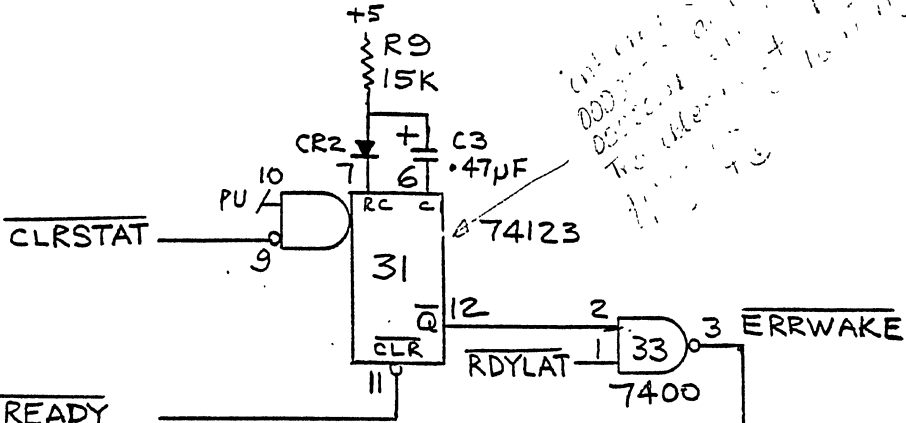 +5
R9
15K
CR2
+
C3
.47µF
7
6
10
PU
RC
C
CLRSTAT
9
74123
31
Q
12
2
ERRWAKE
3
CLR
RDYLAT
1
33
11
7400
READY